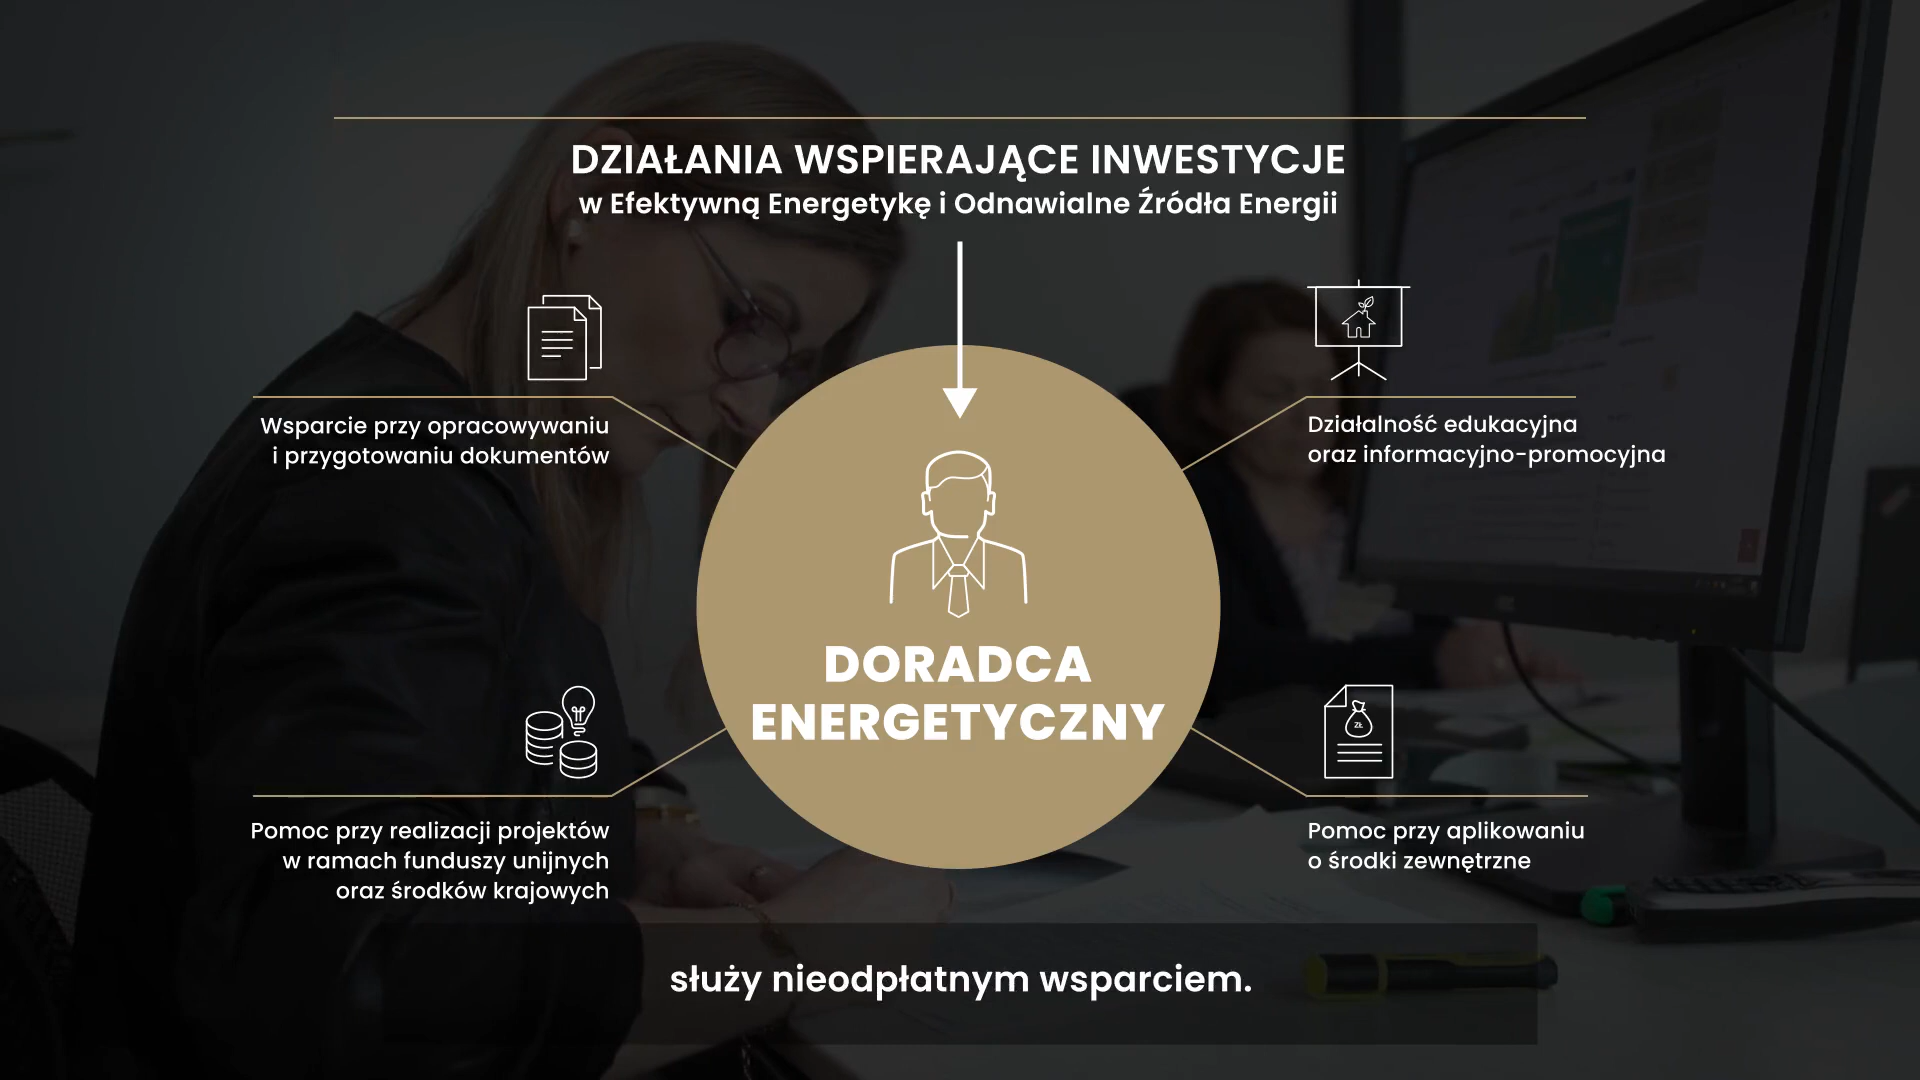 DZIAŁANIA WSPIERAJĄCE INWESTYCJE
w Efektywną Energetykę i Odnawialne Źródła Energii
Wsparcie przy opracowywaniu
i przygotowaniu dokumentów
Działalność edukacyjna
oraz informacyjno-promocyjna
DORADCA
ENERGETYCZNY
ZŁ
Pomoc przy realizacji projektów
w ramach funduszy unijnych
oraz środków krajowych
Pomoc przy aplikowaniu
o środki zewnętrzne
służy nieodpłatnym wsparciem.